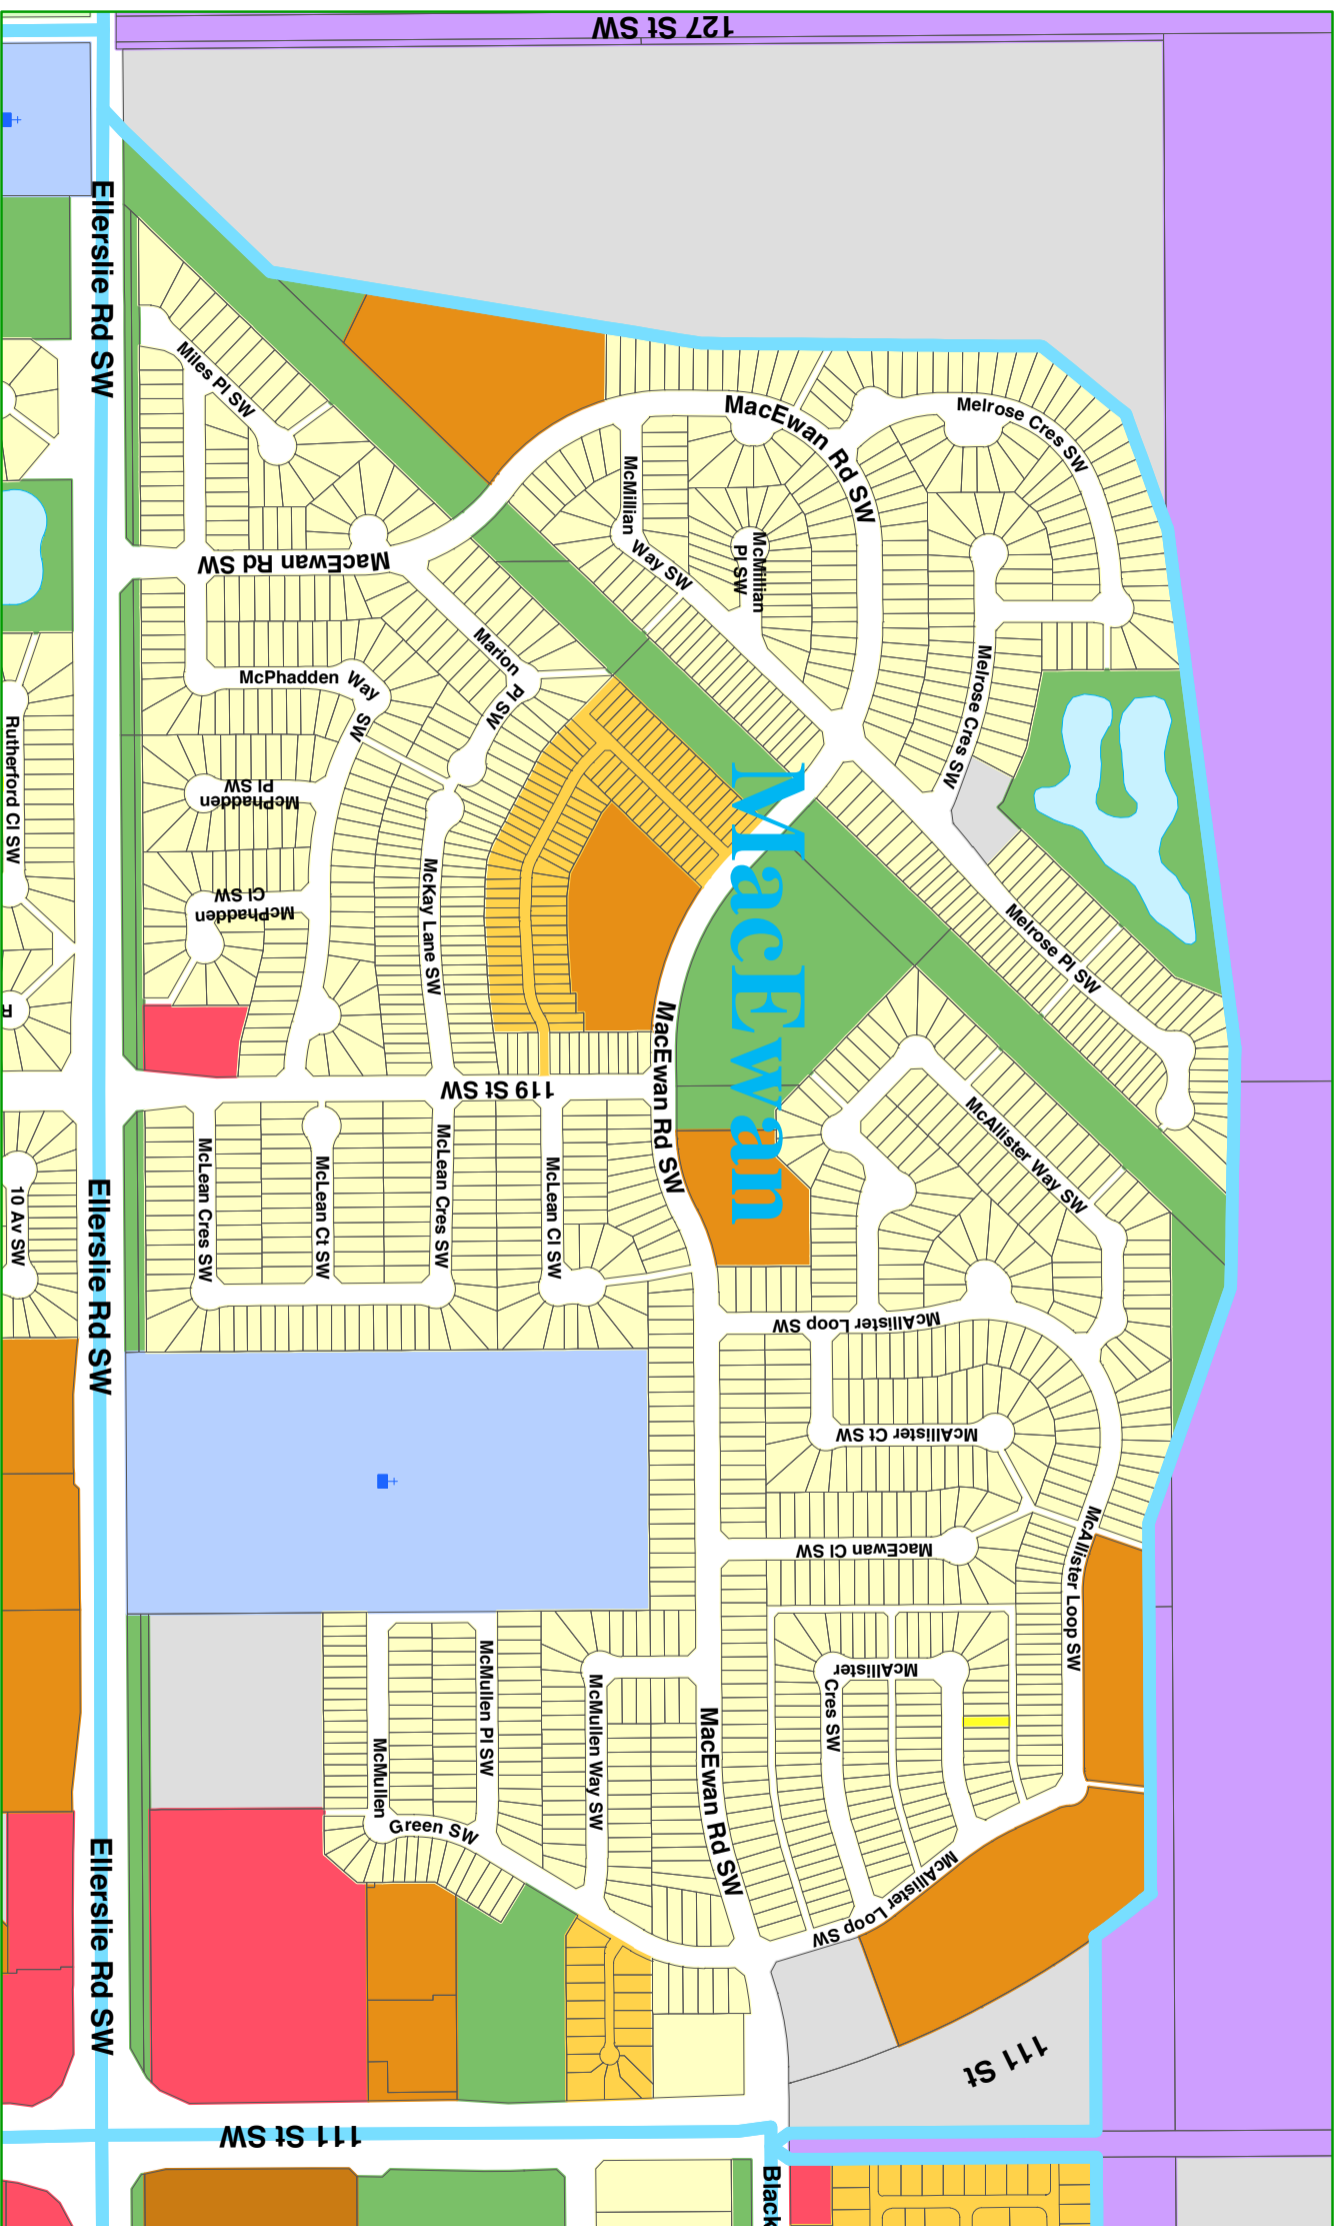 127 St SW
Ellerslie Rd SW
Miles Pl SW
MacEwan Rd SW
Melrose Cres SW
McMillian
Way SW
McMillian
Pl SW
MacEwan Rd SW
Marion
Pl SW
McPhadden Way
SW
Melrose Cres SW
Rutherford Cl SW
McPhadden
Pl SW
MacEwan
McKay Lane SW
McPhadden
Cl SW
Melrose Pl SW
R
MacEwan Rd SW
119 St SW
McAllister Way SW
10 Av SW
Ellerslie Rd SW
McLean Cres SW
McLean Ct SW
McLean Cres SW
McLean Cl SW
McAllister Loop SW
McAllister Ct SW
MacEwan Cl SW
McAllister Loop SW
McAllister
Cres SW
McMullen Pl SW
McMullen Way SW
MacEwan Rd SW
McMullen
Green SW
Ellerslie Rd SW
McAllister Loop SW
111 St
111 St SW
Black